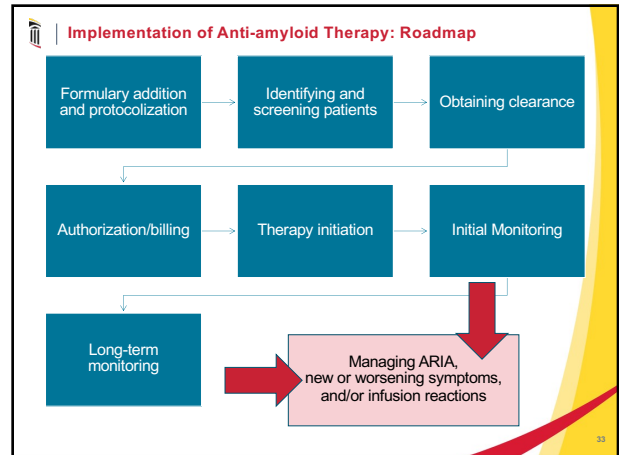 Implementation of Anti-amyloid Therapy: Roadmap
Formulary addition
and protocolization
Identifying and
screening patients
Obtaining clearance
Authorization/billing
Therapy initiation
Initial Monitoring
Long-term
monitoring
Managing ARIA,
new or worsening symptoms,
and/or infusion reactions
33